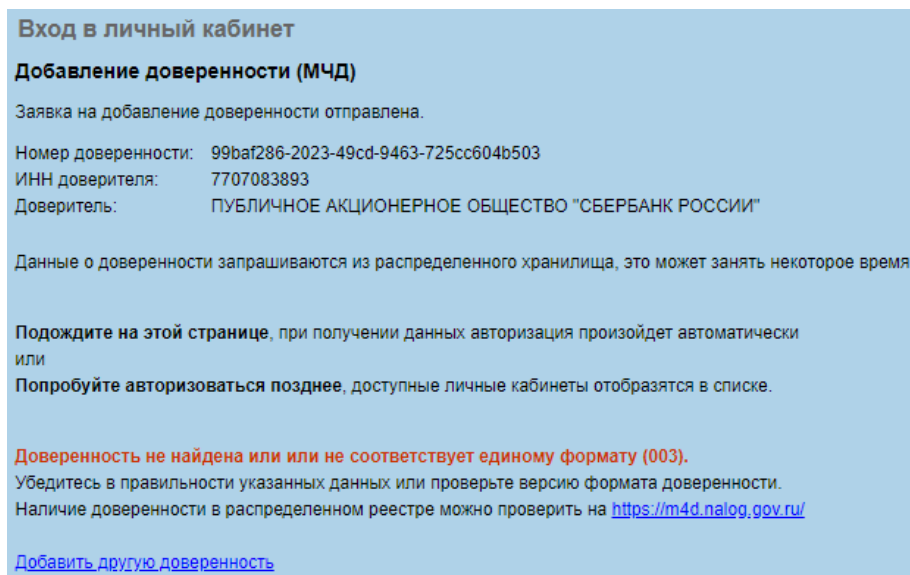 Вход в личный кабинет
Добавление доверенности (МЧД)
Заявка на добавление доверенности отправлена.
Номер доверенности: 99baf286-2023-49cd-9463-725cc604b503
ИНН доверителя: 7707083893
Доверитель: ПУБЛИЧНОЕ АКЦИОНЕРНОЕ ОБЩЕСТВО "СБЕРБАНК РОССИИ"
Данные о доверенности запрашиваются из распределенного хранилища, это может занять некоторое время
Подождите на этой странице, при получении данных авторизация произойдет автоматически
или
Попробуйте авторизоваться позднее, доступные личные кабинеты отобразятся в списке.
Доверенность не найдена или или не соответствует единому формату (003).
Убедитесь в правильности указанных данных или проверьте версию формата доверенности.
Наличие доверенности в распределенном реестре можно проверить на https://m4d.nalog.gov.ru/
Добавить другую доверенность